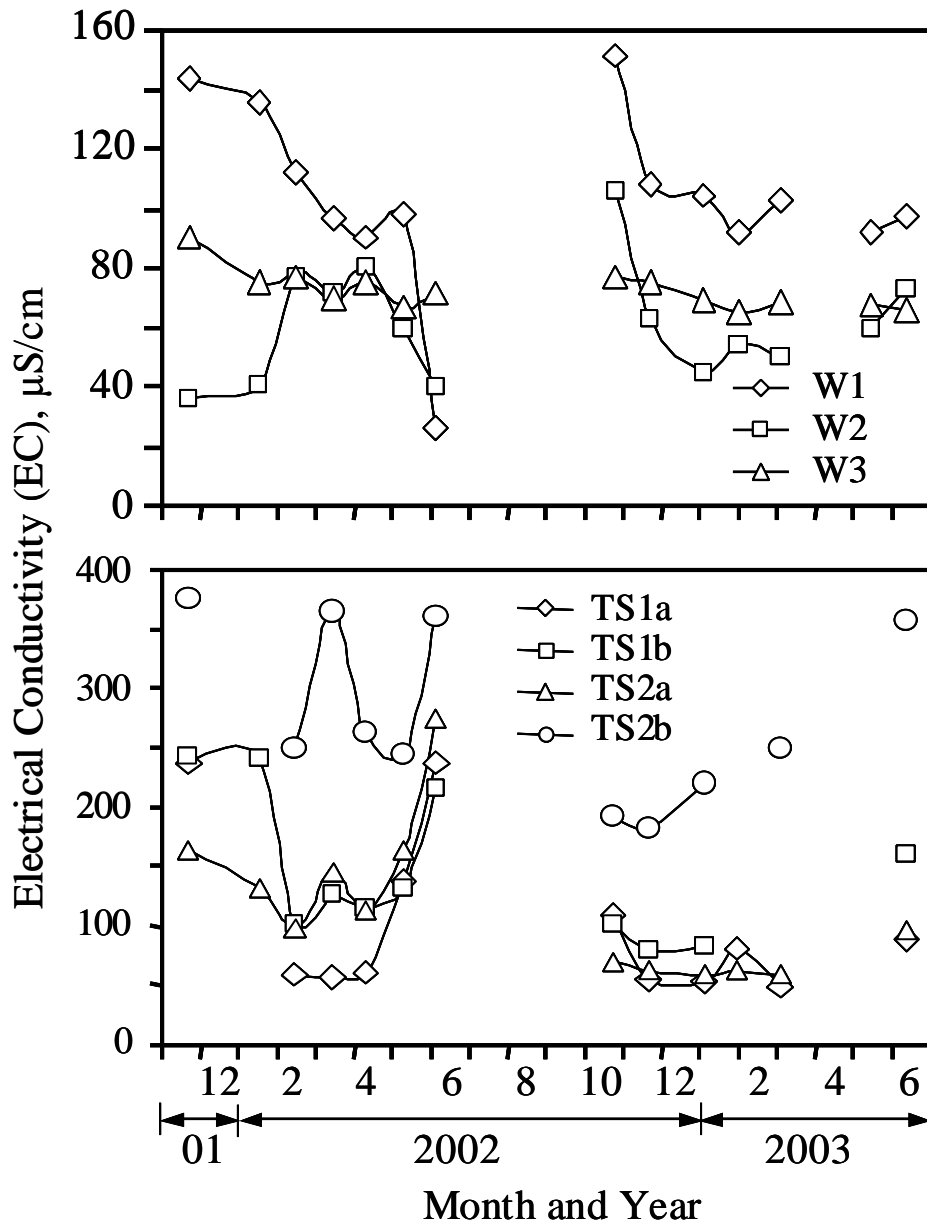 160
120
80
40
0
W1
W2
W3
Electrical Conductivity (EC), μS/cm
400
300
200
100
0
TS1a
TS1b
TS2a
TS2b
12 2 4 6 8 10 12 2 4 6
01 2002 2003
Month and Year